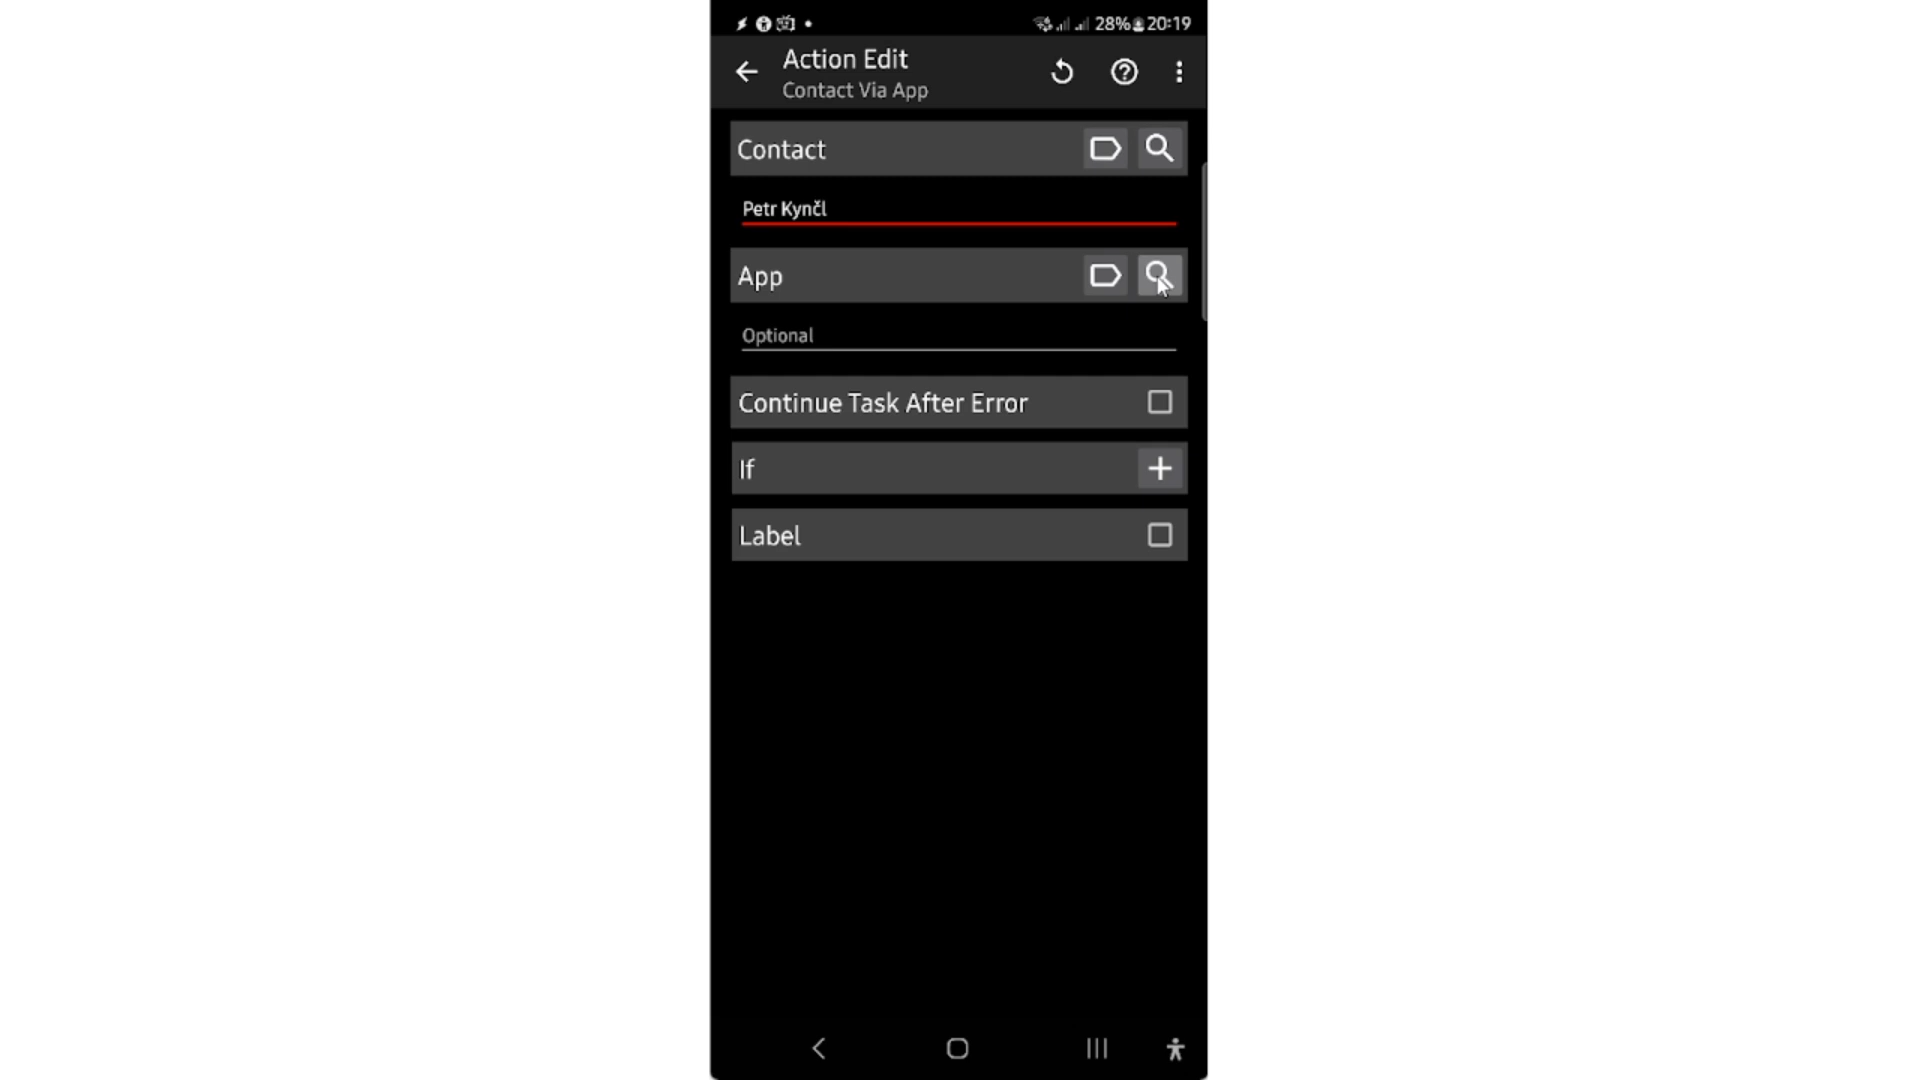 28% 20:19
Action Edit
Contact Via App
Contact
Petr Kynčl
App
Optional
Continue Task After Error
If
Label